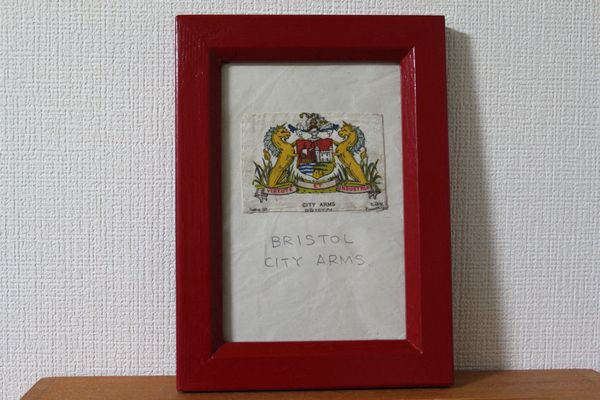 VIRTUTE ET INDUSTRIA
CITY ARMS
BRISTOL
BRISTOL
CITY ARMS